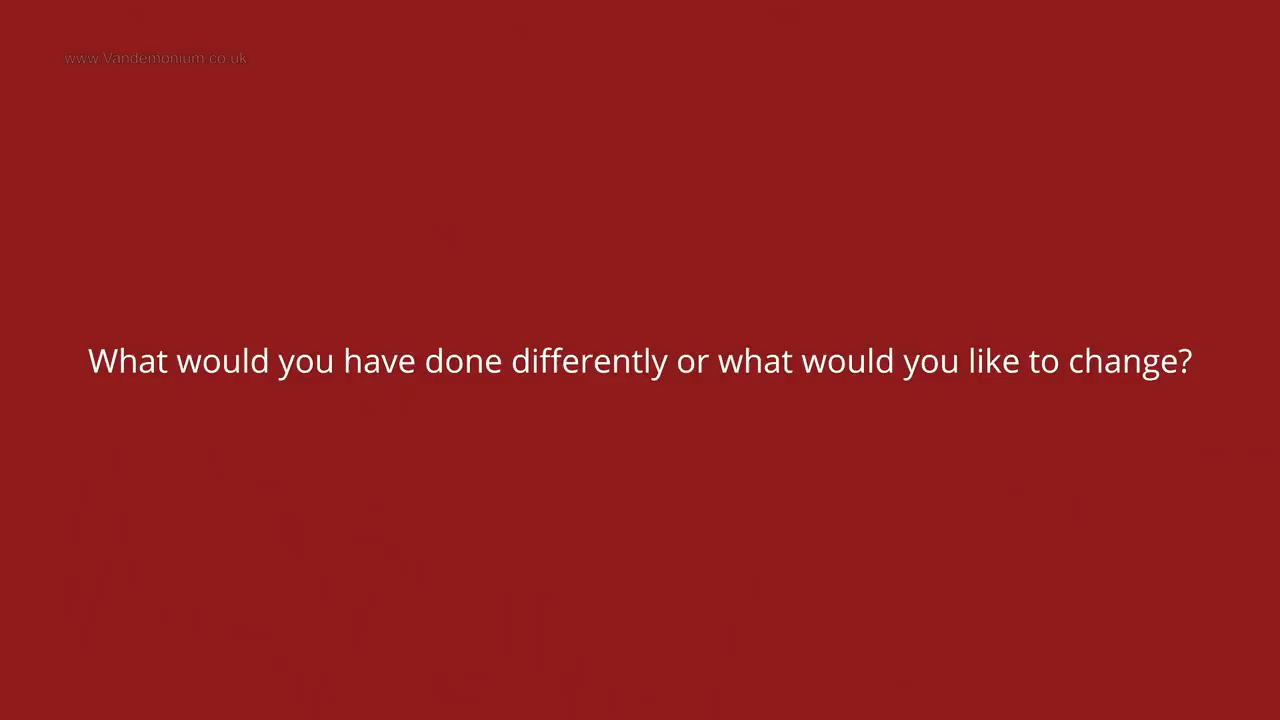 www.Vandemonium.co.uk
What would you have done differently or what would you like to change?